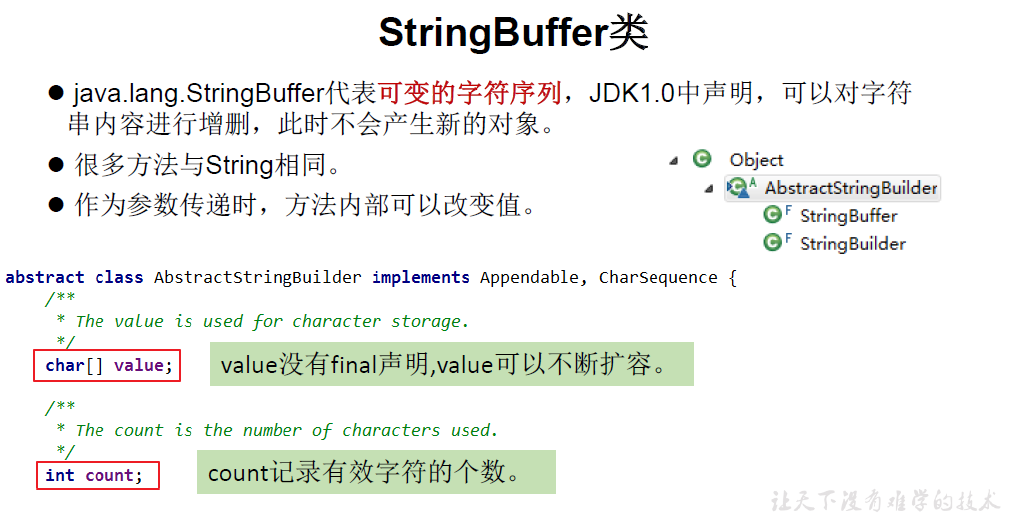 StringBuffer类
java.lang.StringBuffer代表可变的字符序列，JDK1.0中声明，可以对字符
串内容进行增删，此时不会产生新的对象。
很多方法与String相同。
作为参数传递时，方法内部可以改变值。
Object
AbstractStringBuilder
StringBuffer
StringBuilder
abstract class AbstractStringBuilder implements Appendable, CharSequence {
/**
* The value is used for character storage.
*/
char[] value;
value没有final声明,value可以不断扩容。
/**
* The count is the number of characters used.
*/
int count;
count记录有效字符的个数。
让天下没有难学的技术